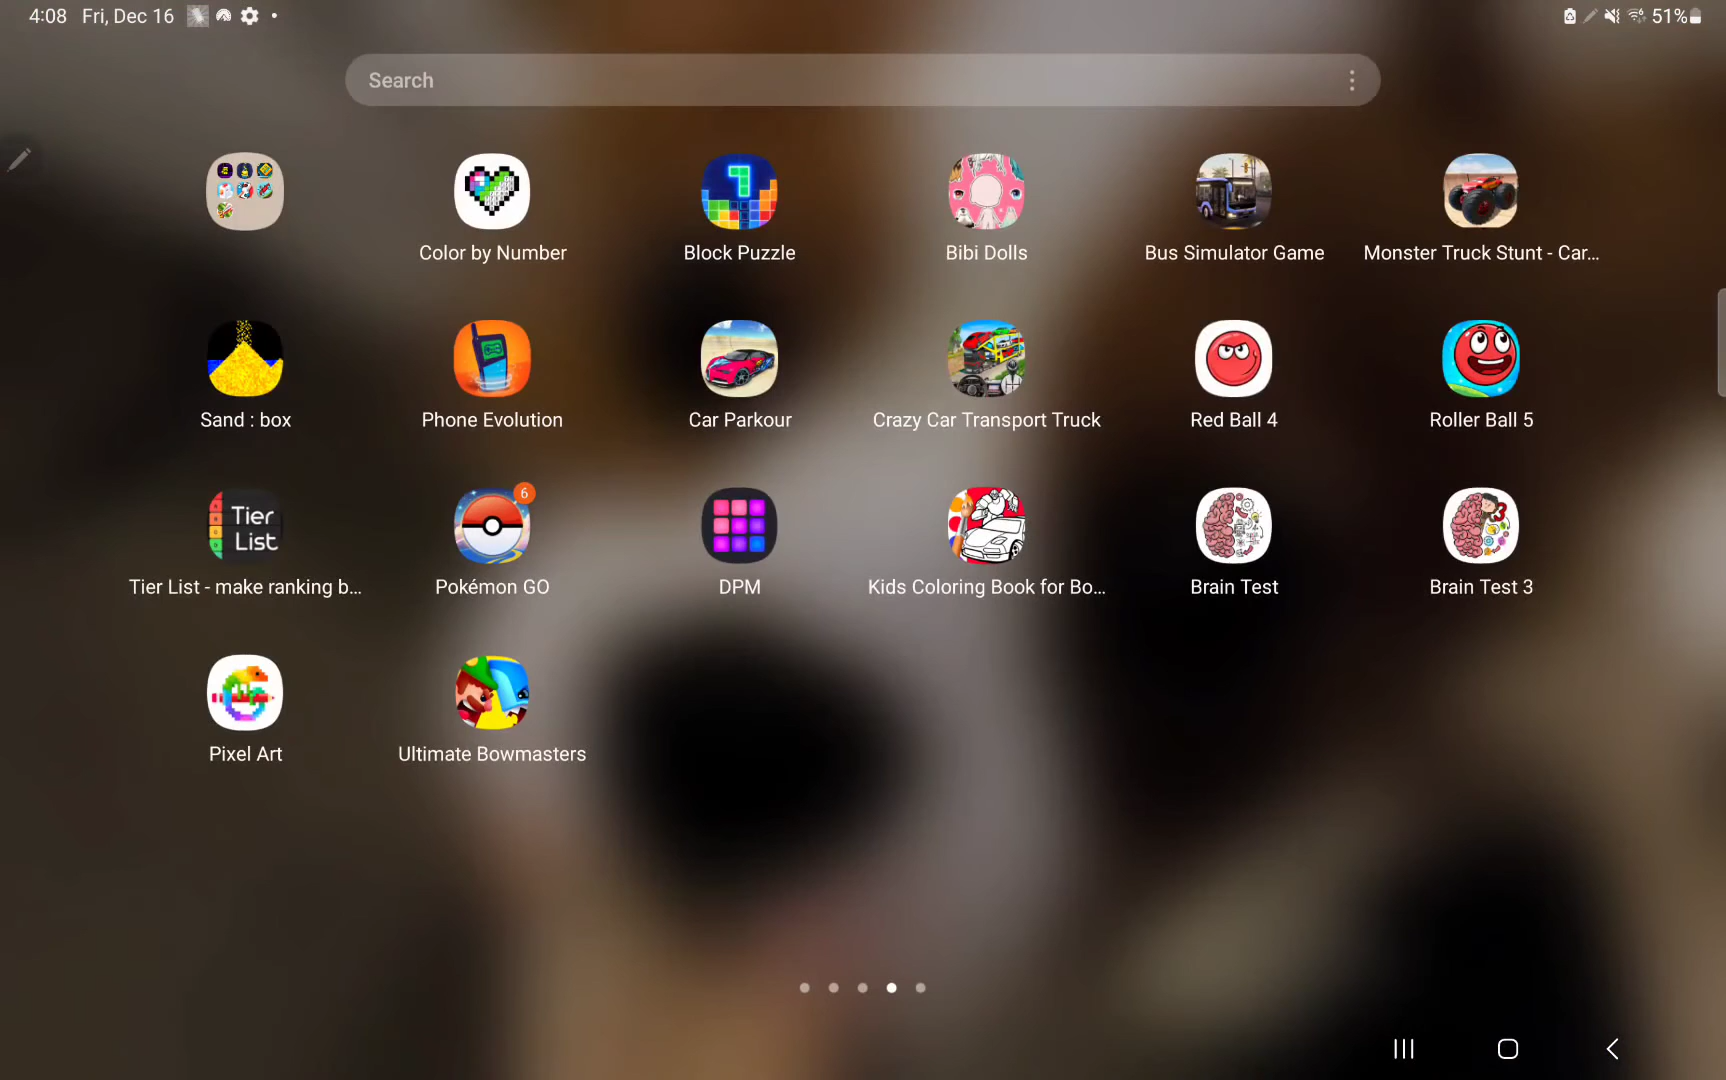 4:08 Fri, Dec 16 51%
Search
Color by Number Block Puzzle Bibi Dolls Bus Simulator Game Monster Truck Stunt - Car...
Sand : box Phone Evolution Car Parkour Crazy Car Transport Truck Red Ball 4 Roller Ball 5
Tier
List
6
Tier List - make ranking b... Pokémon GO DPM Kids Coloring Book for Bo... Brain Test Brain Test 3
Pixel Art Ultimate Bowmasters